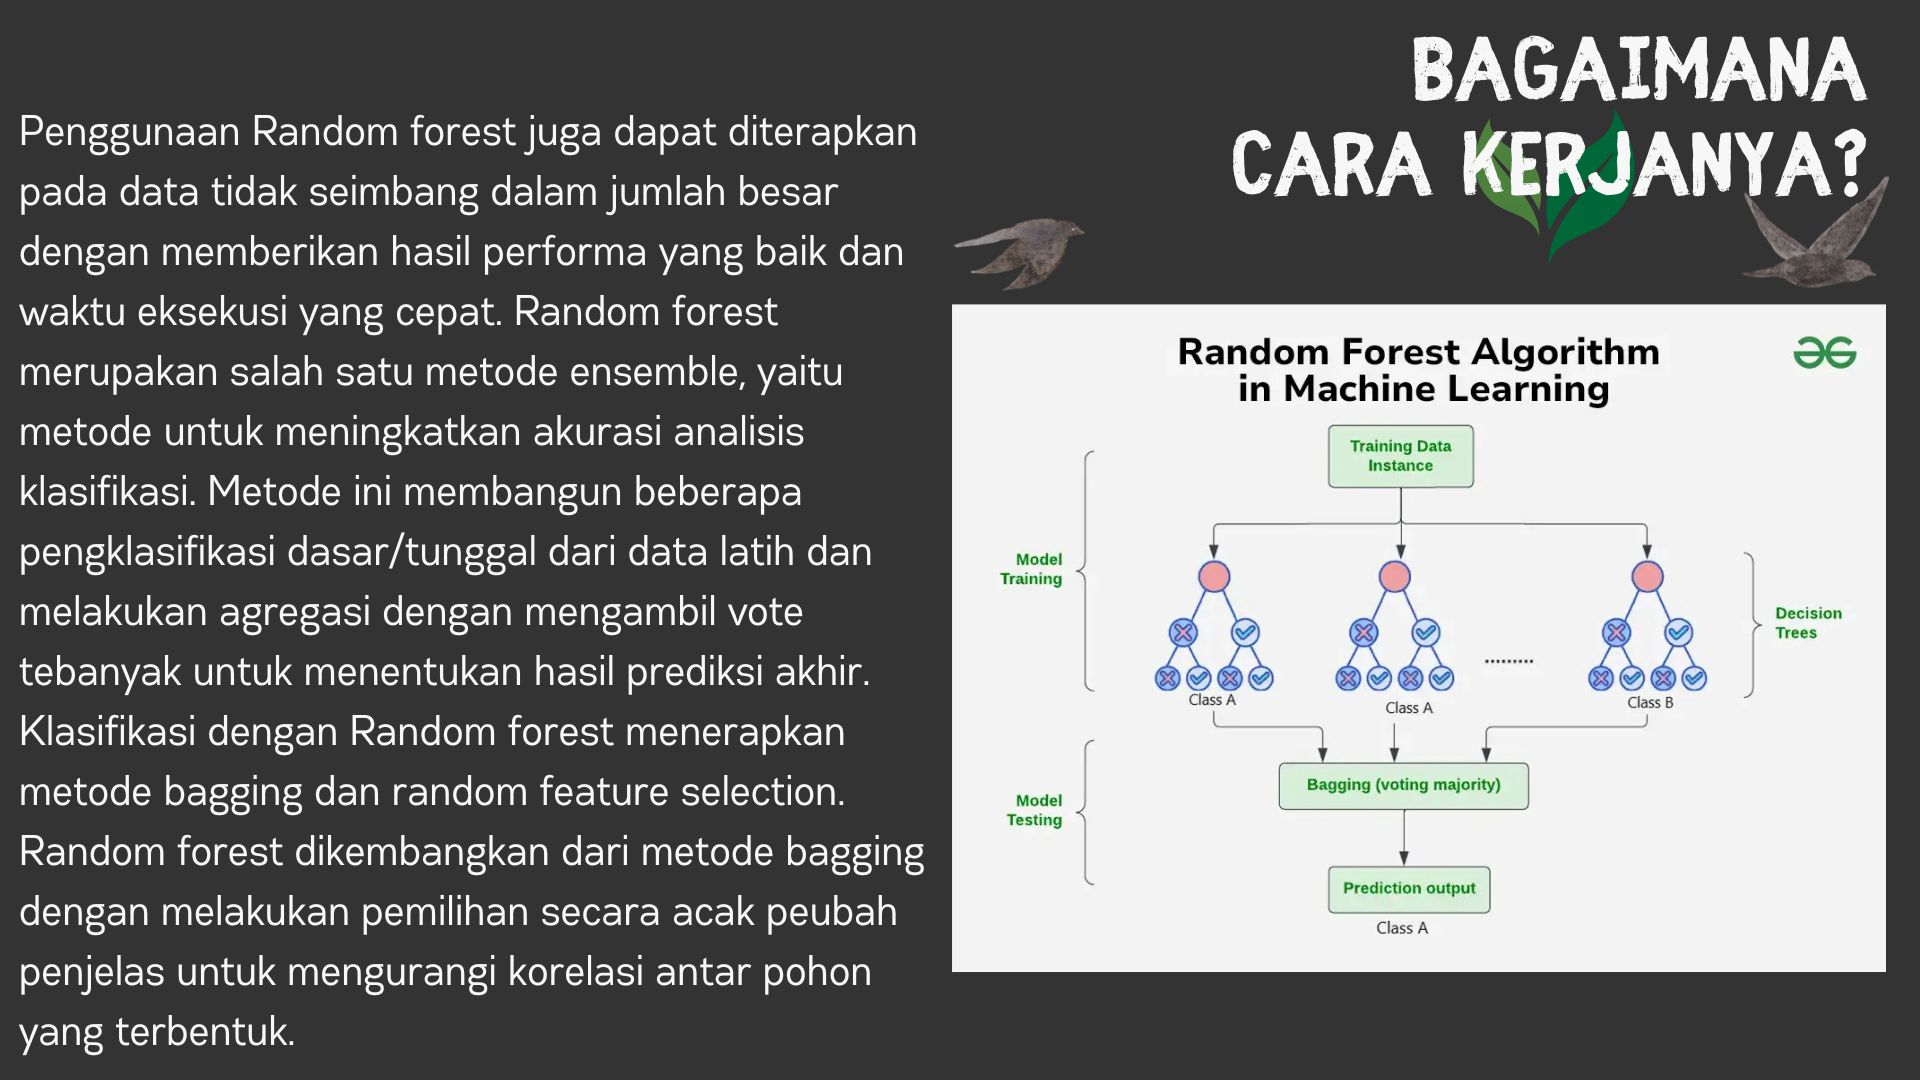 BAGAIMANA
CARA KERJANYA?
Penggunaan Random forest juga dapat diterapkan
pada data tidak seimbang dalam jumlah besar
dengan memberikan hasil performa yang baik dan
waktu eksekusi yang cepat. Random forest
merupakan salah satu metode ensemble, yaitu
metode untuk meningkatkan akurasi analisis
klasifikasi. Metode ini membangun beberapa
pengklasifikasi dasar/tunggal dari data latih dan
melakukan agregasi dengan mengambil vote
tebanyak untuk menentukan hasil prediksi akhir.
Klasifikasi dengan Random forest menerapkan
metode bagging dan random feature selection.
Random forest dikembangkan dari metode bagging
dengan melakukan pemilihan secara acak peubah
penjelas untuk mengurangi korelasi antar pohon
yang terbentuk.
Random Forest Algorithm
in Machine Learning
Training Data
Instance
Model
Training
Decision
Trees
.........
Class A
Class A
Class B
Bagging (voting majority)
Model
Testing
Prediction output
Class A